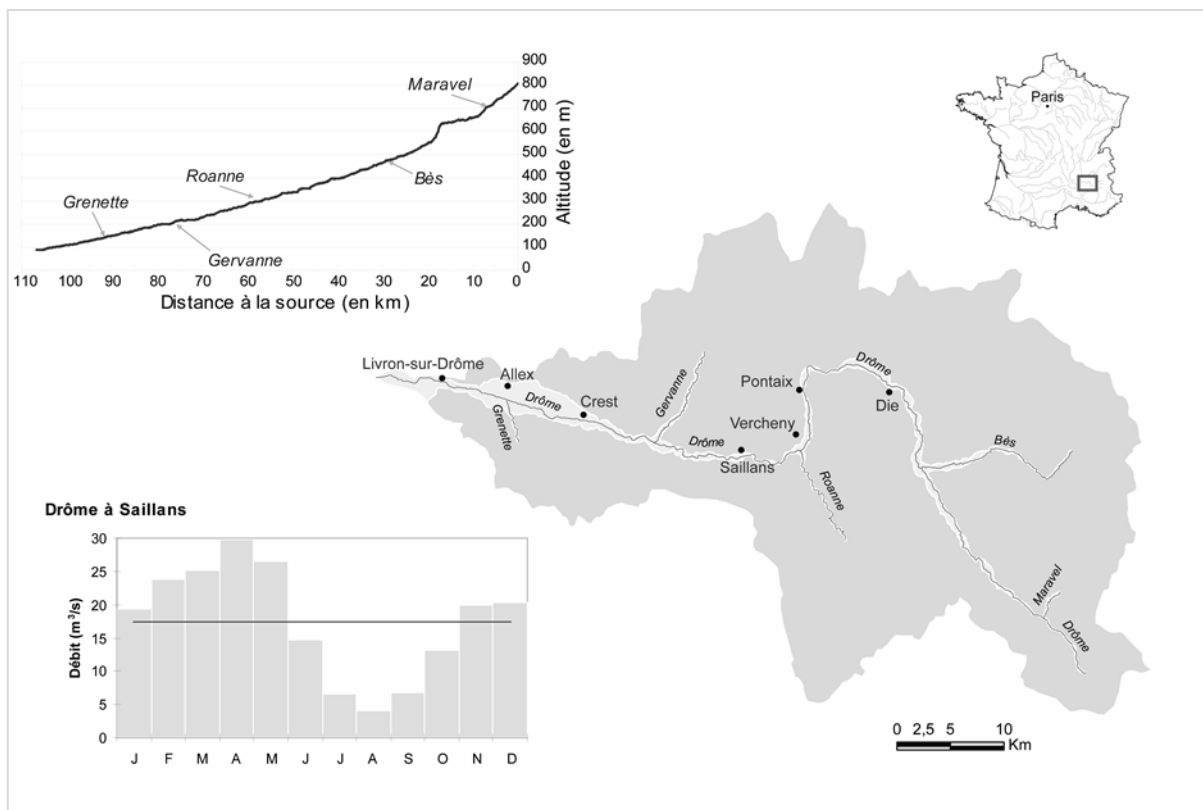 900
800
700
600
500
400
300
200
100
0
Altitude (en m)
Maravel
Bès
Roanne
Gervanne
Grenette
110 100 90 80 70 60 50 40 30 20 10 0
Distance à la source (en km)
Paris
Livron-sur-Drôme
Allex
Crest
Drôme
Grenette
Gervanne
Drôme
Saillans
Vercheny
Pontaix
Drôme
Die
Roanne
Bès
Maravel
Drôme
Drôme à Saillans
30
25
20
15
10
5
0
Débit (m³/s)
J F M A M J J A S O N D
0 2,5 5 10
Km